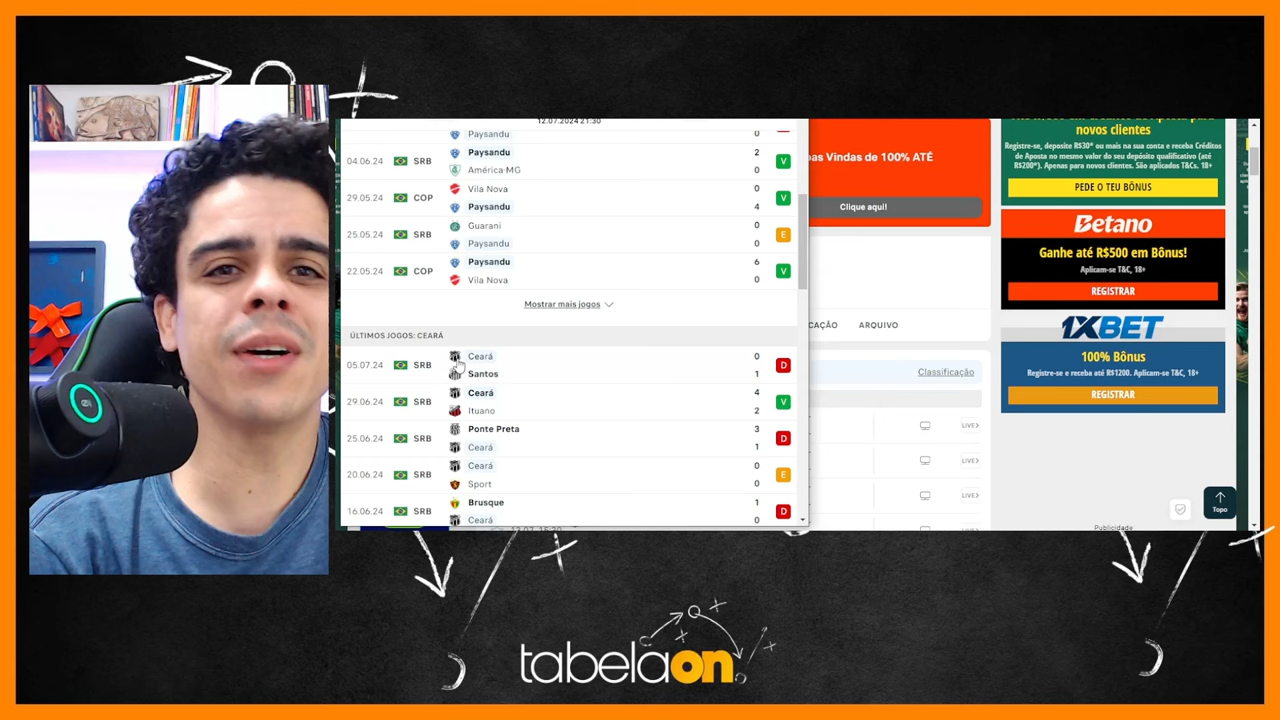 12.07.2024 21:30
Paysandu 0
04.06.24 SRB Paysandu 2 V
América-MG 0
29.05.24 COP Vila Nova 0 V
Paysandu 4
25.05.24 SRB Guarani 0 E
Paysandu 0
22.05.24 COP Paysandu 6 V
Vila Nova 0
Mostrar mais jogos
ÚLTIMOS JOGOS: CEARÁ
05.07.24 SRB Ceará 0 D
Santos 1
29.06.24 SRB Ceará 4 V
Ituano 2
25.06.24 SRB Ponte Preta 3 D
Ceará 1
20.06.24 SRB Ceará 0 E
Sport 0
16.06.24 SRB Brusque 1 D
Ceará 0
oas Vindas de 100% ATÉ
Clique aqui!
CAÇÃO ARQUIVO
Classificação
LIVE
LIVE
LIVE
LIVE
novos clientes
Registre-se, deposite R$30* ou mais na sua conta e receba Créditos
de Aposta no mesmo valor do seu depósito qualificativo (até
R$200*). Apenas para novos clientes. São aplicados T&Cs. 18+
PEDE O TEU BÔNUS
Betano
Ganhe até R$500 em Bônus!
Aplicam-se T&C, 18+
REGISTRAR
1XBET
100% Bônus
Registre-se e receba até R$1200. Aplicam-se T&C, 18+
REGISTRAR
Topo
Publicidade
tabelaon